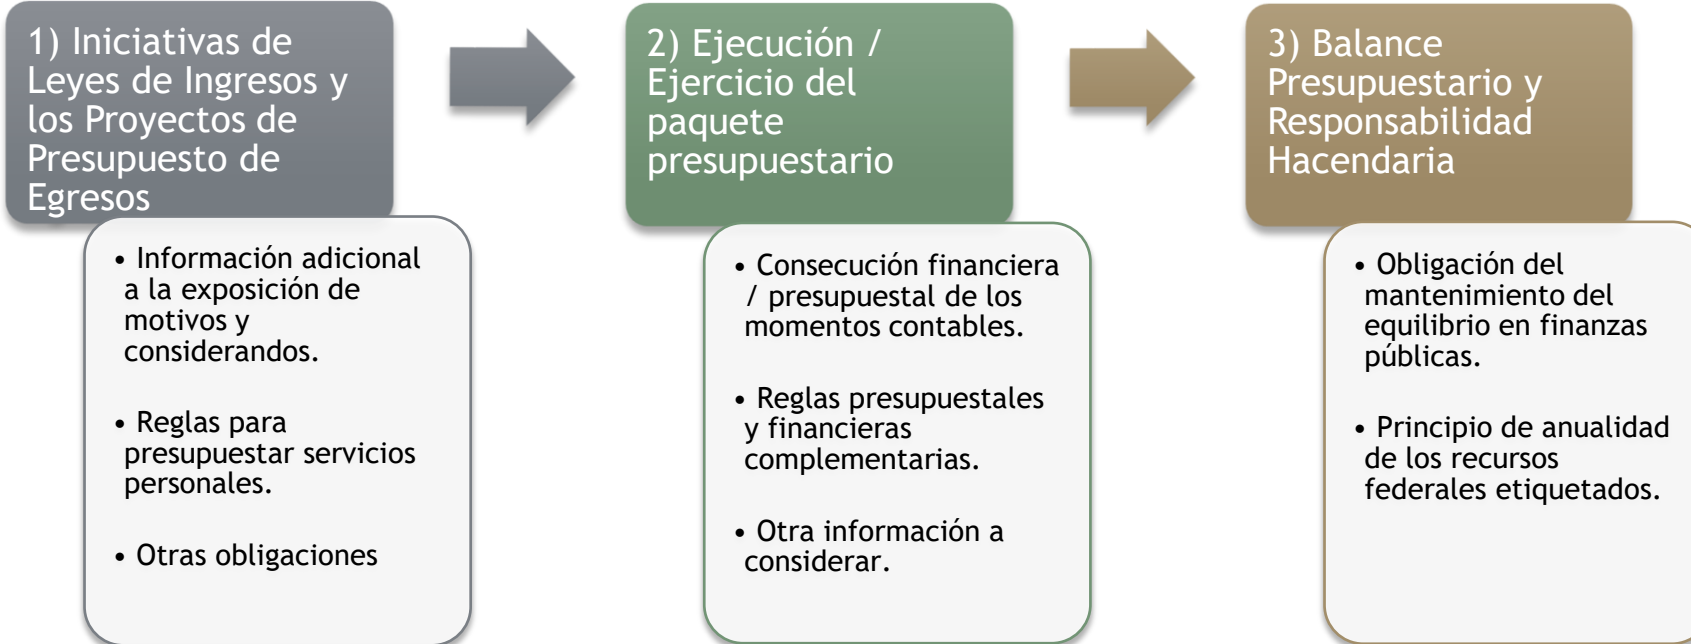 1) Iniciativas de
Leyes de Ingresos y
los Proyectos de
Presupuesto de
Egresos
• Información adicional
a la exposición de
motivos y
considerandos.
• Reglas para
presupuestar servicios
personales.
• Otras obligaciones
2) Ejecución /
Ejercicio del
paquete
presupuestario
• Consecución financiera
/ presupuestal de los
momentos contables.
• Reglas presupuestales
y financieras
complementarias.
• Otra información a
considerar.
3) Balance
Presupuestario y
Responsabilidad
Hacendaria
• Obligación del
mantenimiento del
equilibrio en finanzas
públicas.
• Principio de anualidad
de los recursos
federales etiquetados.